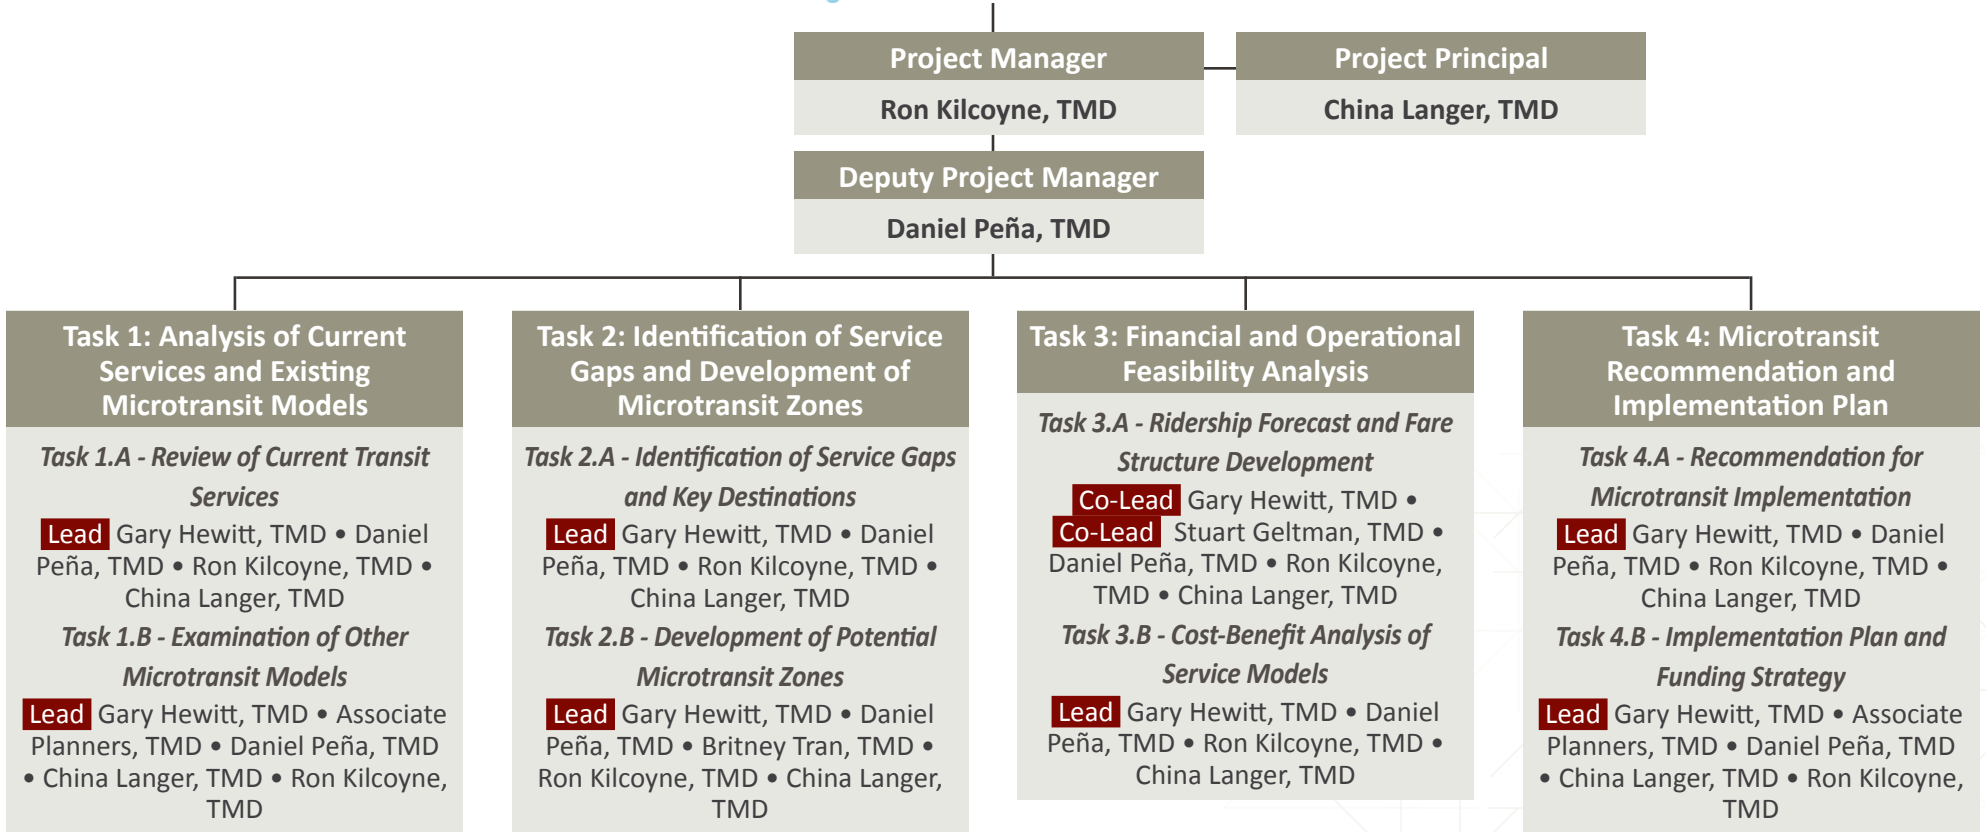 Project Manager
Ron Kilcoyne, TMD
Project Principal
China Langer, TMD
Deputy Project Manager
Daniel Peña, TMD
Task 1: Analysis of Current
Services and Existing
Microtransit Models
Task 1.A - Review of Current Transit
Services
Lead Gary Hewitt, TMD • Daniel
Peña, TMD • Ron Kilcoyne, TMD •
China Langer, TMD
Task 1.B - Examination of Other
Microtransit Models
Lead Gary Hewitt, TMD • Associate
Planners, TMD • Daniel Peña, TMD
• China Langer, TMD • Ron Kilcoyne,
TMD
Task 2: Identification of Service
Gaps and Development of
Microtransit Zones
Task 2.A - Identification of Service Gaps
and Key Destinations
Lead Gary Hewitt, TMD • Daniel
Peña, TMD • Ron Kilcoyne, TMD •
China Langer, TMD
Task 2.B - Development of Potential
Microtransit Zones
Lead Gary Hewitt, TMD • Daniel
Peña, TMD • Britney Tran, TMD •
Ron Kilcoyne, TMD • China Langer,
TMD
Task 3: Financial and Operational
Feasibility Analysis
Task 3.A - Ridership Forecast and Fare
Structure Development
Co-Lead Gary Hewitt, TMD •
Co-Lead Stuart Geltman, TMD •
Daniel Peña, TMD • Ron Kilcoyne,
TMD • China Langer, TMD
Task 3.B - Cost-Benefit Analysis of
Service Models
Lead Gary Hewitt, TMD • Daniel
Peña, TMD • Ron Kilcoyne, TMD •
China Langer, TMD
Task 4: Microtransit
Recommendation and
Implementation Plan
Task 4.A - Recommendation for
Microtransit Implementation
Lead Gary Hewitt, TMD • Daniel
Peña, TMD • Ron Kilcoyne, TMD •
China Langer, TMD
Task 4.B - Implementation Plan and
Funding Strategy
Lead Gary Hewitt, TMD • Associate
Planners, TMD • Daniel Peña, TMD
• China Langer, TMD • Ron Kilcoyne,
TMD